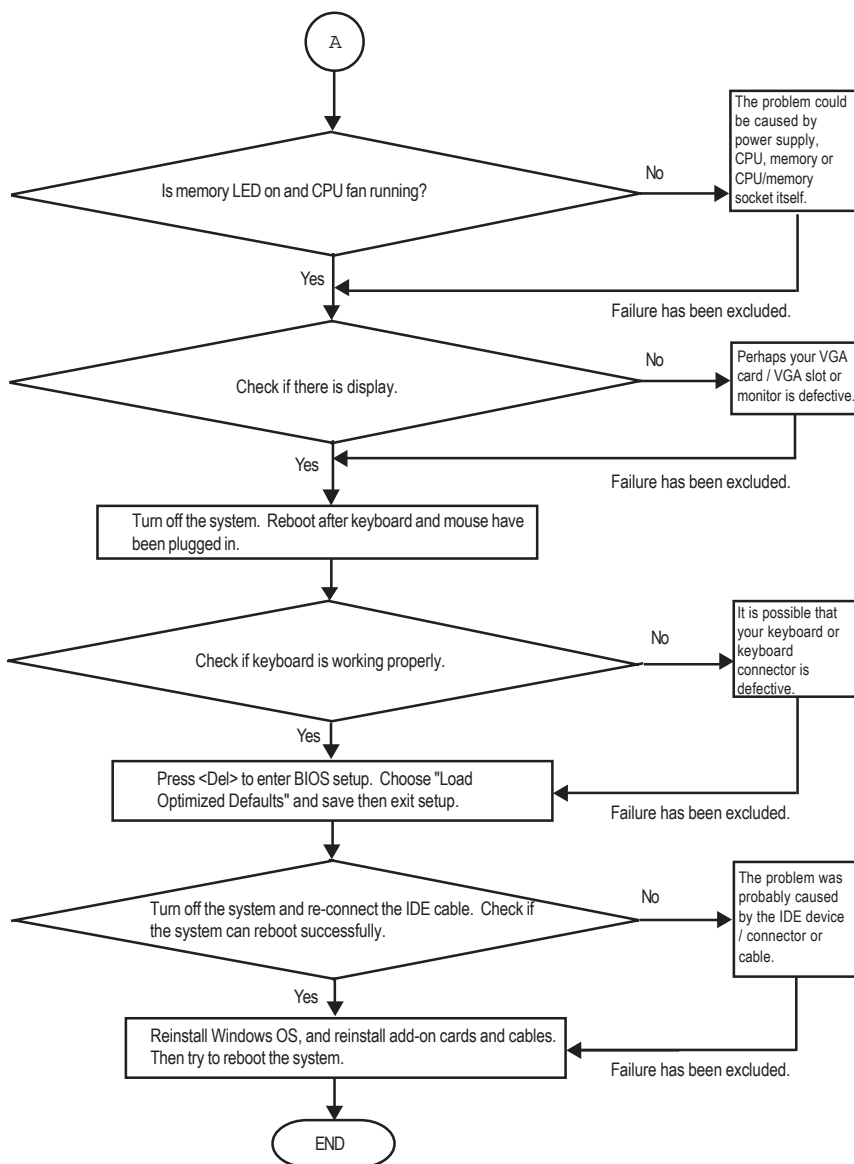 A
Is memory LED on and CPU fan running?
No
The problem could
be caused by
power supply,
CPU, memory or
CPU/memory
socket itself.
Yes
Failure has been excluded.
Check if there is display.
No
Perhaps your VGA
card / VGA slot or
monitor is defective.
Yes
Failure has been excluded.
Turn off the system. Reboot after keyboard and mouse have
been plugged in.
Check if keyboard is working properly.
No
It is possible that
your keyboard or
keyboard
connector is
defective.
Yes
Press <Del> to enter BIOS setup. Choose "Load
Optimized Defaults" and save then exit setup.
Failure has been excluded.
Turn off the system and re-connect the IDE cable. Check if
the system can reboot successfully.
No
The problem was
probably caused
by the IDE device
/ connector or
cable.
Yes
Reinstall Windows OS, and reinstall add-on cards and cables.
Then try to reboot the system.
Failure has been excluded.
END